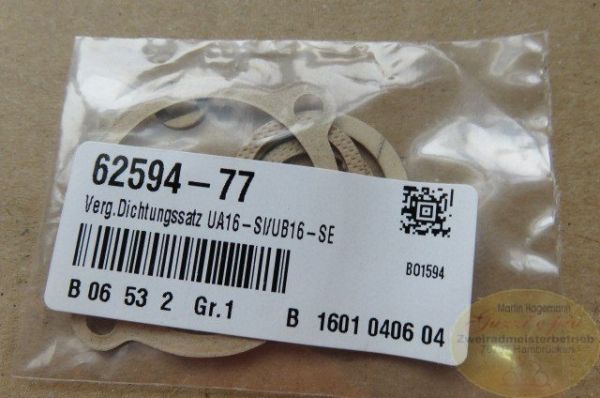 62594-77
Verg.Dichtungssatz UA16-SI/UB16-SE
B01594
B 06 53 2 Gr.1 B 1601 0406 04
Martin Hagemann
Zweiradmeisterbetrieb